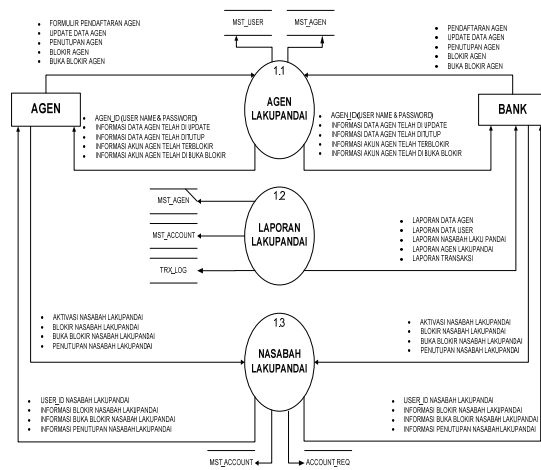 MST_USER
MST_AGEN
• FORMULIR PENDAFTARAN AGEN
• UPDATE DATA AGEN
• PENUTUPAN AGEN
• BLOKIR AGEN
• BUKA BLOKIR AGEN
• PENDAFTARAN AGEN
• UPDATE DATA AGEN
• PENUTUPAN AGEN
• BLOKIR AGEN
• BUKA BLOKIR AGEN
1.1
AGEN
LAKUPANDAI
AGEN
BANK
• AGEN_ID(USER NAME & PASSWORD)
• INFORMASI DATA AGEN TELAH DI UPDATE
• INFORMASI DATA AGEN TELAH DITUTUP
• INFORMASI AKUN AGEN TELAH TERBLOKIR
• INFORMASI AKUN AGEN TELAH DI BUKA BLOKIR
• AGEN_ID(USER NAME & PASSWORD)
• INFORMASI DATA AGEN TELAH DI UPDATE
• INFORMASI DATA AGEN TELAH DITUTUP
• INFORMASI AKUN AGEN TELAH TERBLOKIR
• INFORMASI AKUN AGEN TELAH DI BUKA BLOKIR
1.2
LAPORAN
LAKUPANDAI
MST_AGEN
MST_ACCOUNT
TRX_LOG
• LAPORAN DATA AGEN
• LAPORAN DATA USER
• LAPORAN NASABAH LAKU PANDAI
• LAPORAN AGEN LAKUPANDAI
• LAPORAN TRANSAKSI
• AKTIVASI NASABAH LAKUPANDAI
• BLOKIR NASABAH LAKUPANDAI
• BUKA BLOKIR NASABAH LAKUPANDAI
• PENUTUPAN NASABAH LAKUPANDAI
1.3
NASABAH
LAKUPANDAI
• AKTIVASI NASABAH LAKUPANDAI
• BLOKIR NASABAH LAKUPANDAI
• BUKA BLOKIR NASABAH LAKUPANDAI
• PENUTUPAN NASABAH LAKUPANDAI
• USER_ID NASABAH LAKUPANDAI
• INFORMASI BLOKIR NASABAH LAKUPANDAI
• INFORMASI BUKA BLOKIR NASABAH LAKUPANDAI
• INFORMASI PENUTUPAN NASABAH LAKUPANDAI
• USER_ID NASABAH LAKUPANDAI
• INFORMASI BLOKIR NASABAH LAKUPANDAI
• INFORMASI BUKA BLOKIR NASABAH LAKUPANDAI
• INFORMASI PENUTUPAN NASABAH LAKUPANDAI
MST_ACCOUNT
ACCOUNT_REQ